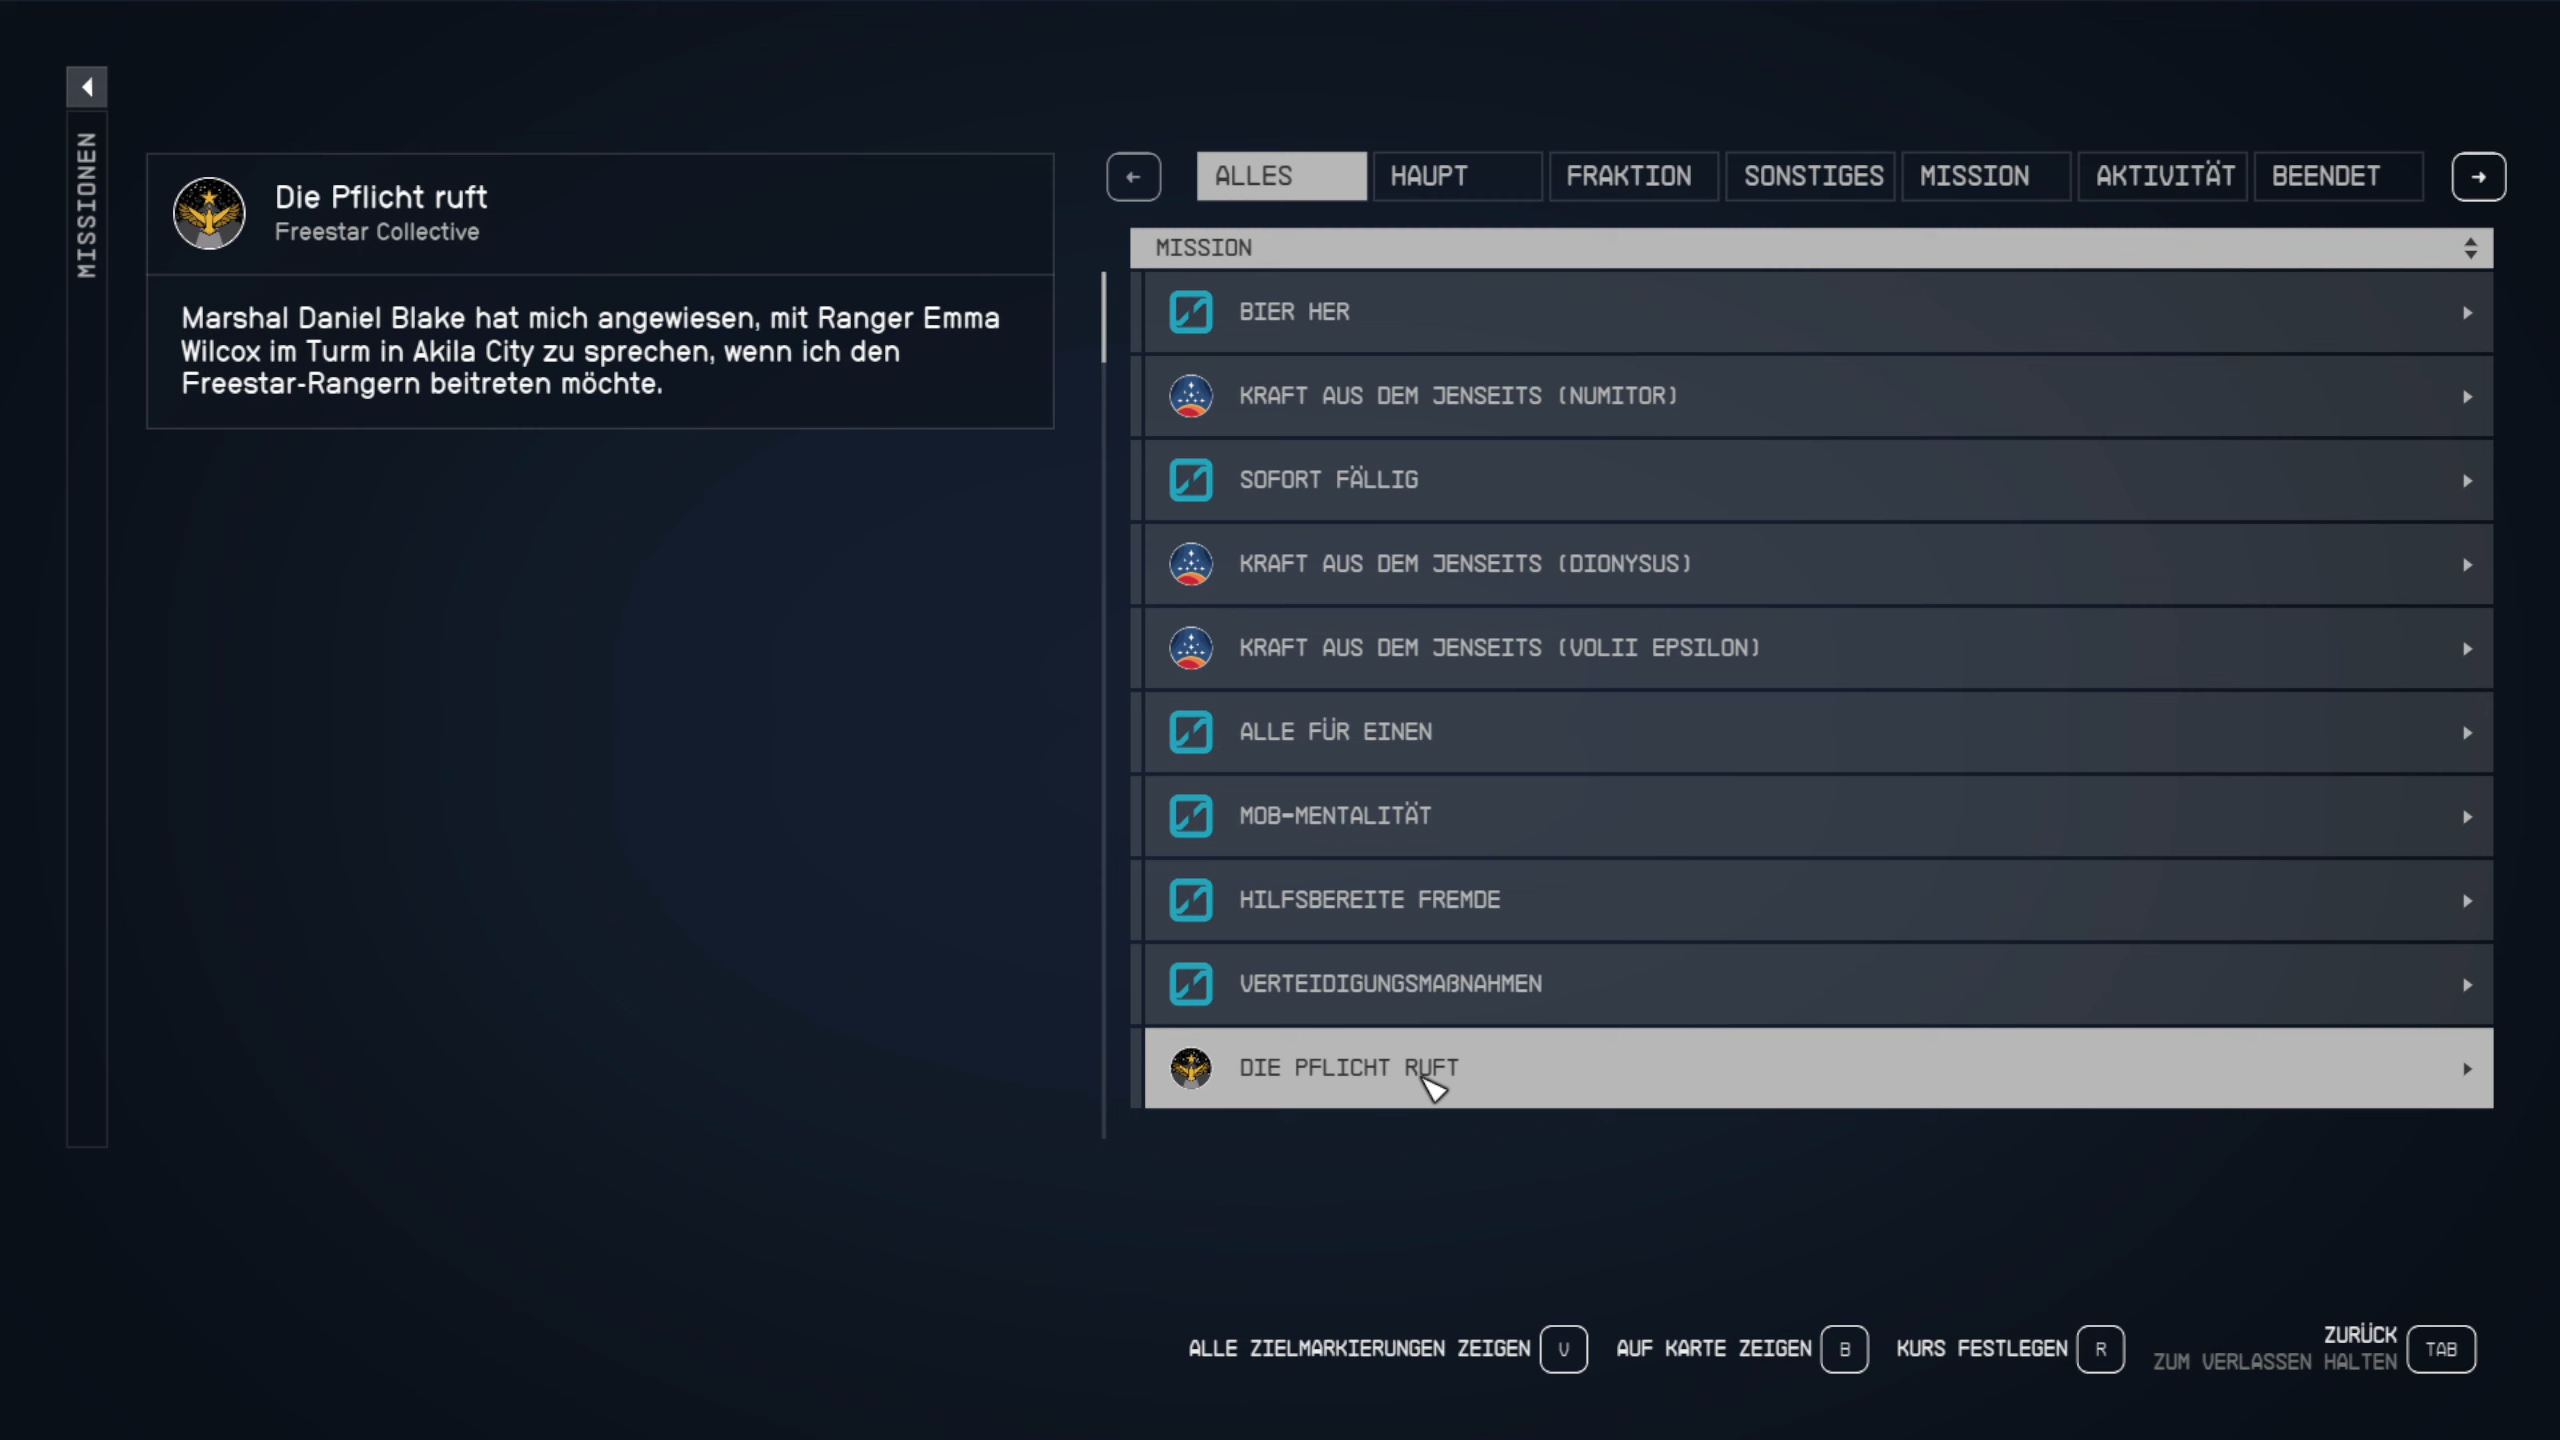 MISSIONEN
Die Pflicht ruft
Freestar Collective
Marshal Daniel Blake hat mich angewiesen, mit Ranger Emma
Wilcox im Turm in Akila City zu sprechen, wenn ich den
Freestar-Rangern beitreten möchte.
ALLES HAUPT FRAKTION SONSTIGES MISSION AKTIVITÄT BEENDET
MISSION
BIER HER
KRAFT AUS DEM JENSEITS (NUMITOR)
SOFORT FÄLLIG
KRAFT AUS DEM JENSEITS (DIONYSUS)
KRAFT AUS DEM JENSEITS (VOLII EPSILON)
ALLE FÜR EINEN
MOB-MENTALITÄT
HILFSBEREITE FREMDE
VERTEIDIGUNGSMAßNAHMEN
DIE PFLICHT RUFT
ALLE ZIELMARKIERUNGEN ZEIGEN V AUF KARTE ZEIGEN B KURS FESTLEGEN R ZURÜCK TAB
ZUM VERLASSEN HALTEN